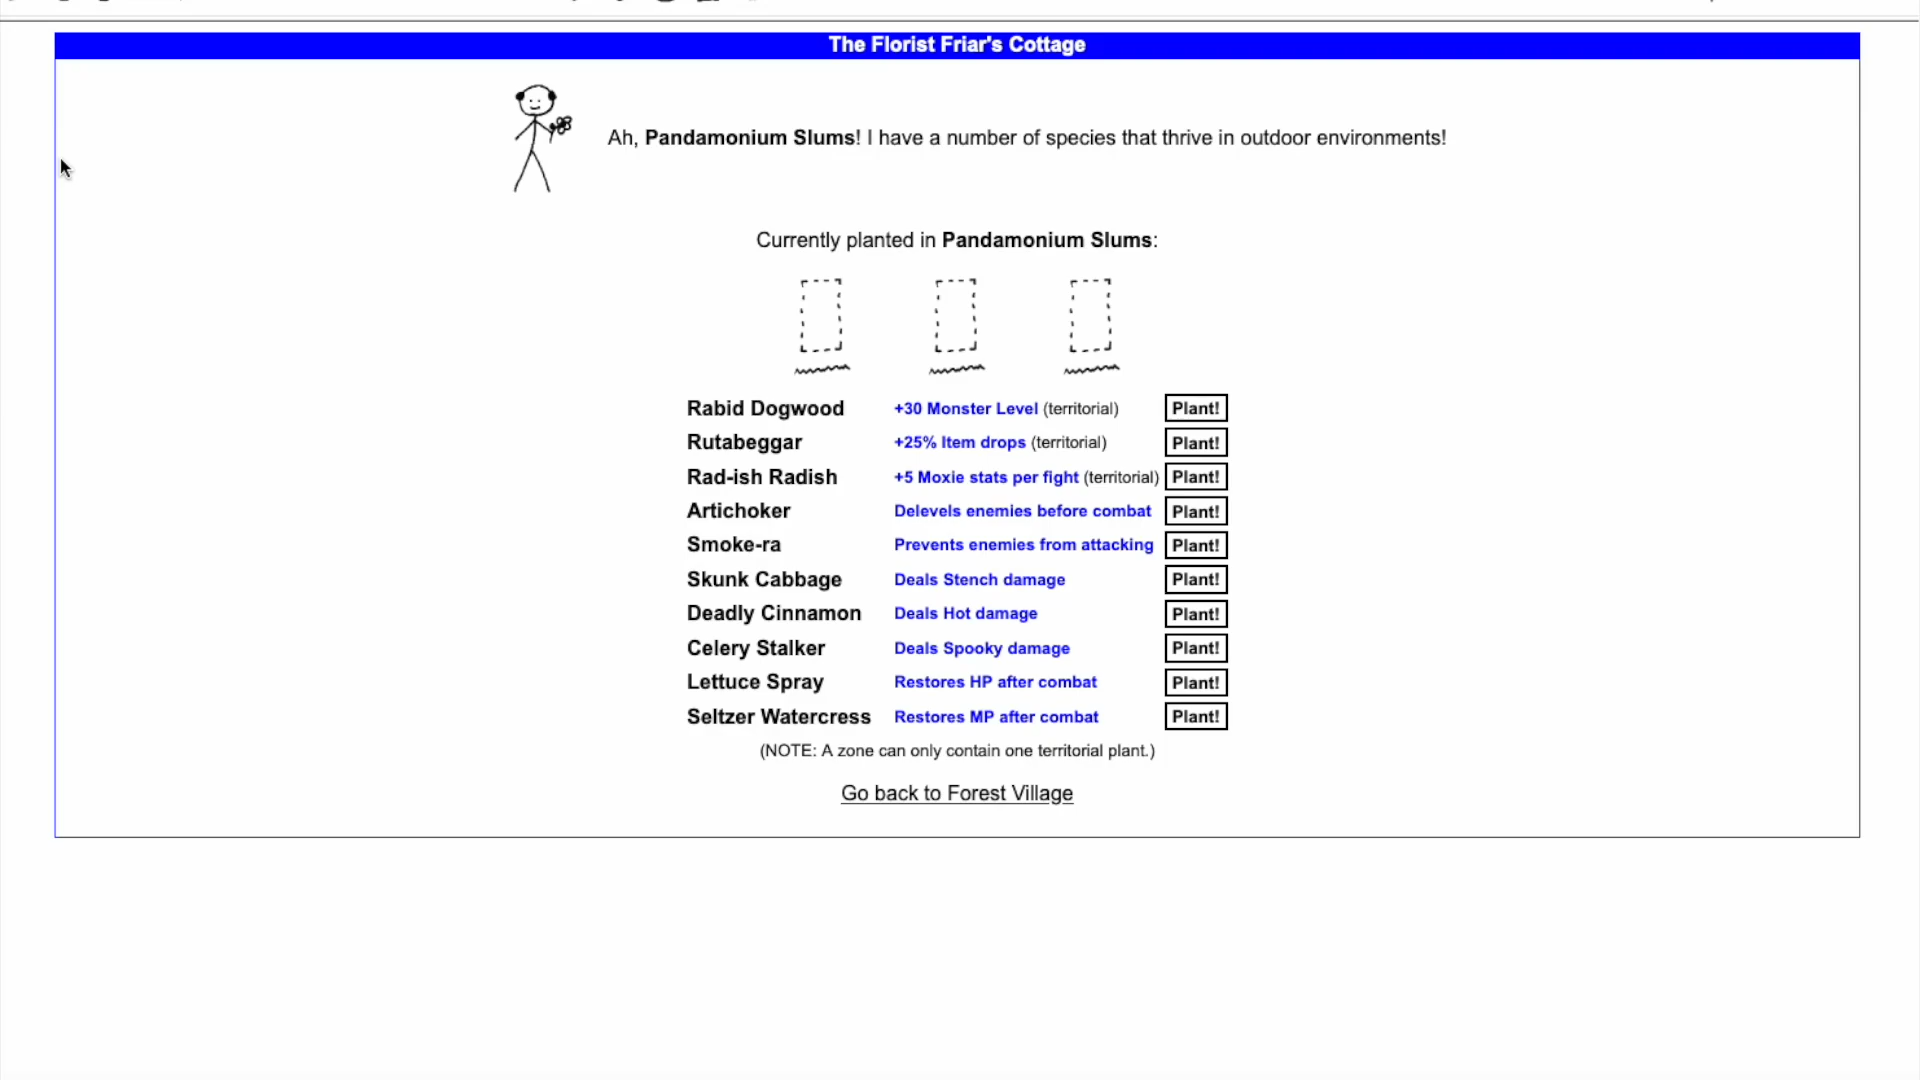 The Florist Friar's Cottage
Ah, Pandamonium Slums! I have a number of species that thrive in outdoor environments!
Currently planted in Pandamonium Slums:
Rabid Dogwood +30 Monster Level (territorial) Plant!
Rutabeggar +25% Item drops (territorial) Plant!
Rad-ish Radish +5 Moxie stats per fight (territorial) Plant!
Artichoker Delevels enemies before combat Plant!
Smoke-ra Prevents enemies from attacking Plant!
Skunk Cabbage Deals Stench damage Plant!
Deadly Cinnamon Deals Hot damage Plant!
Celery Stalker Deals Spooky damage Plant!
Lettuce Spray Restores HP after combat Plant!
Seltzer Watercress Restores MP after combat Plant!
(NOTE: A zone can only contain one territorial plant.)
Go back to Forest Village